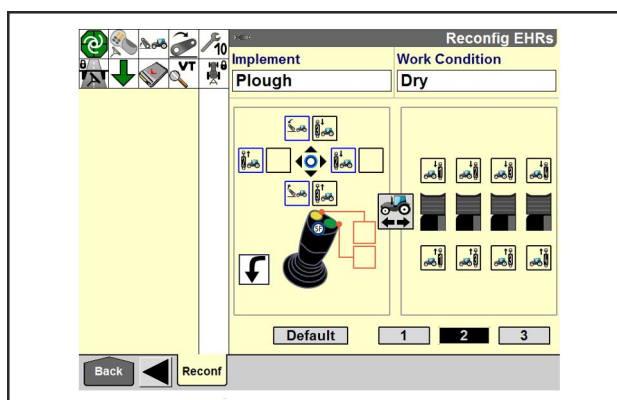 Reconfig EHRs
10
VT
Implement
Work Condition
Plough
Dry
SF
Default
1
2
3
Back
Reconf